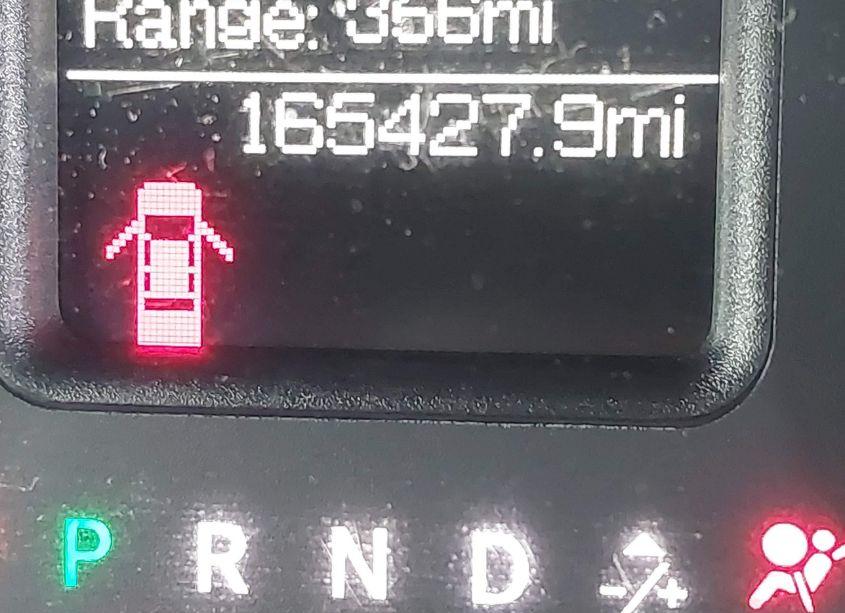 Range: 356mi
165427.9mi
P R N D -/+